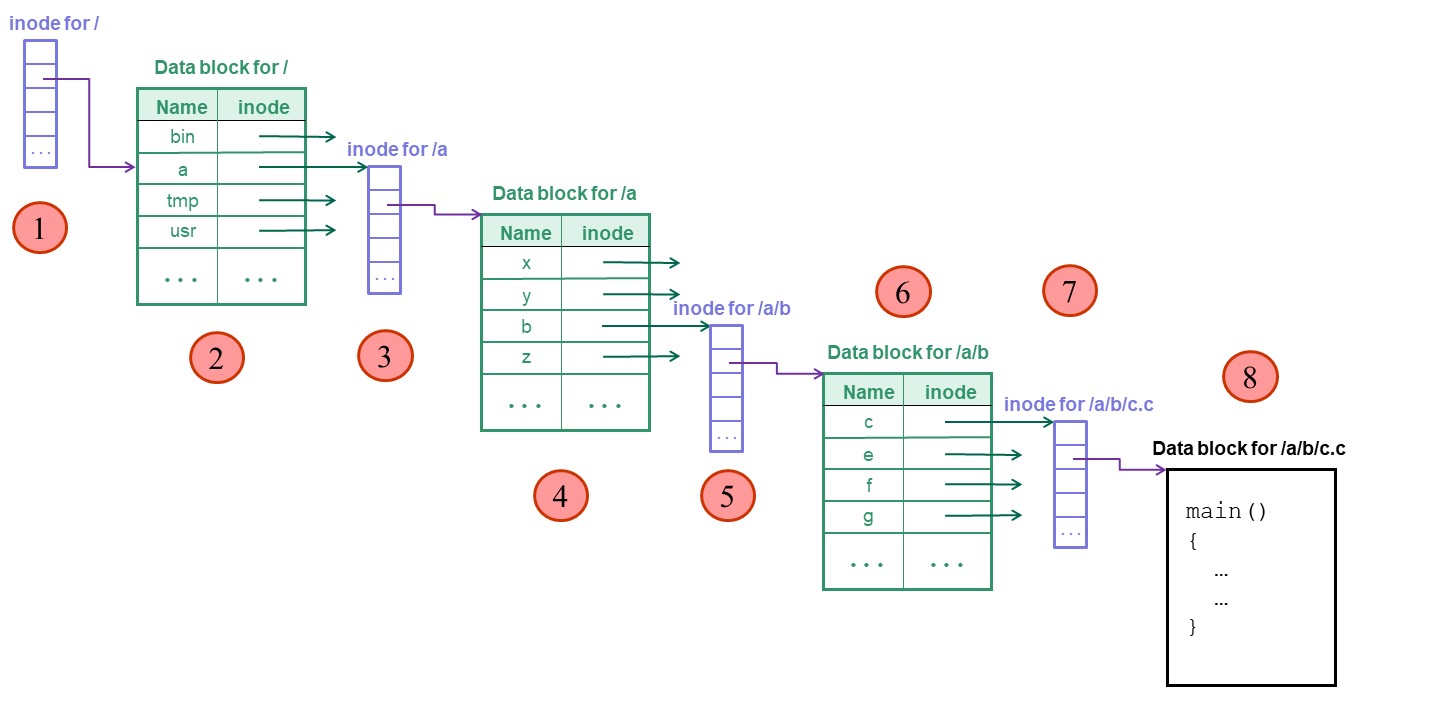 inode for /
...
1
Data block for /
Name inode
bin
a
tmp
usr
... ...
2
inode for /a
...
3
Data block for /a
Name inode
x
y
b
z
... ...
4
inode for /a/b
...
5
6
Data block for /a/b
Name inode
c
e
f
g
... ...
7
inode for /a/b/c.c
...
8
Data block for /a/b/c.c
main()
{
...
...
}